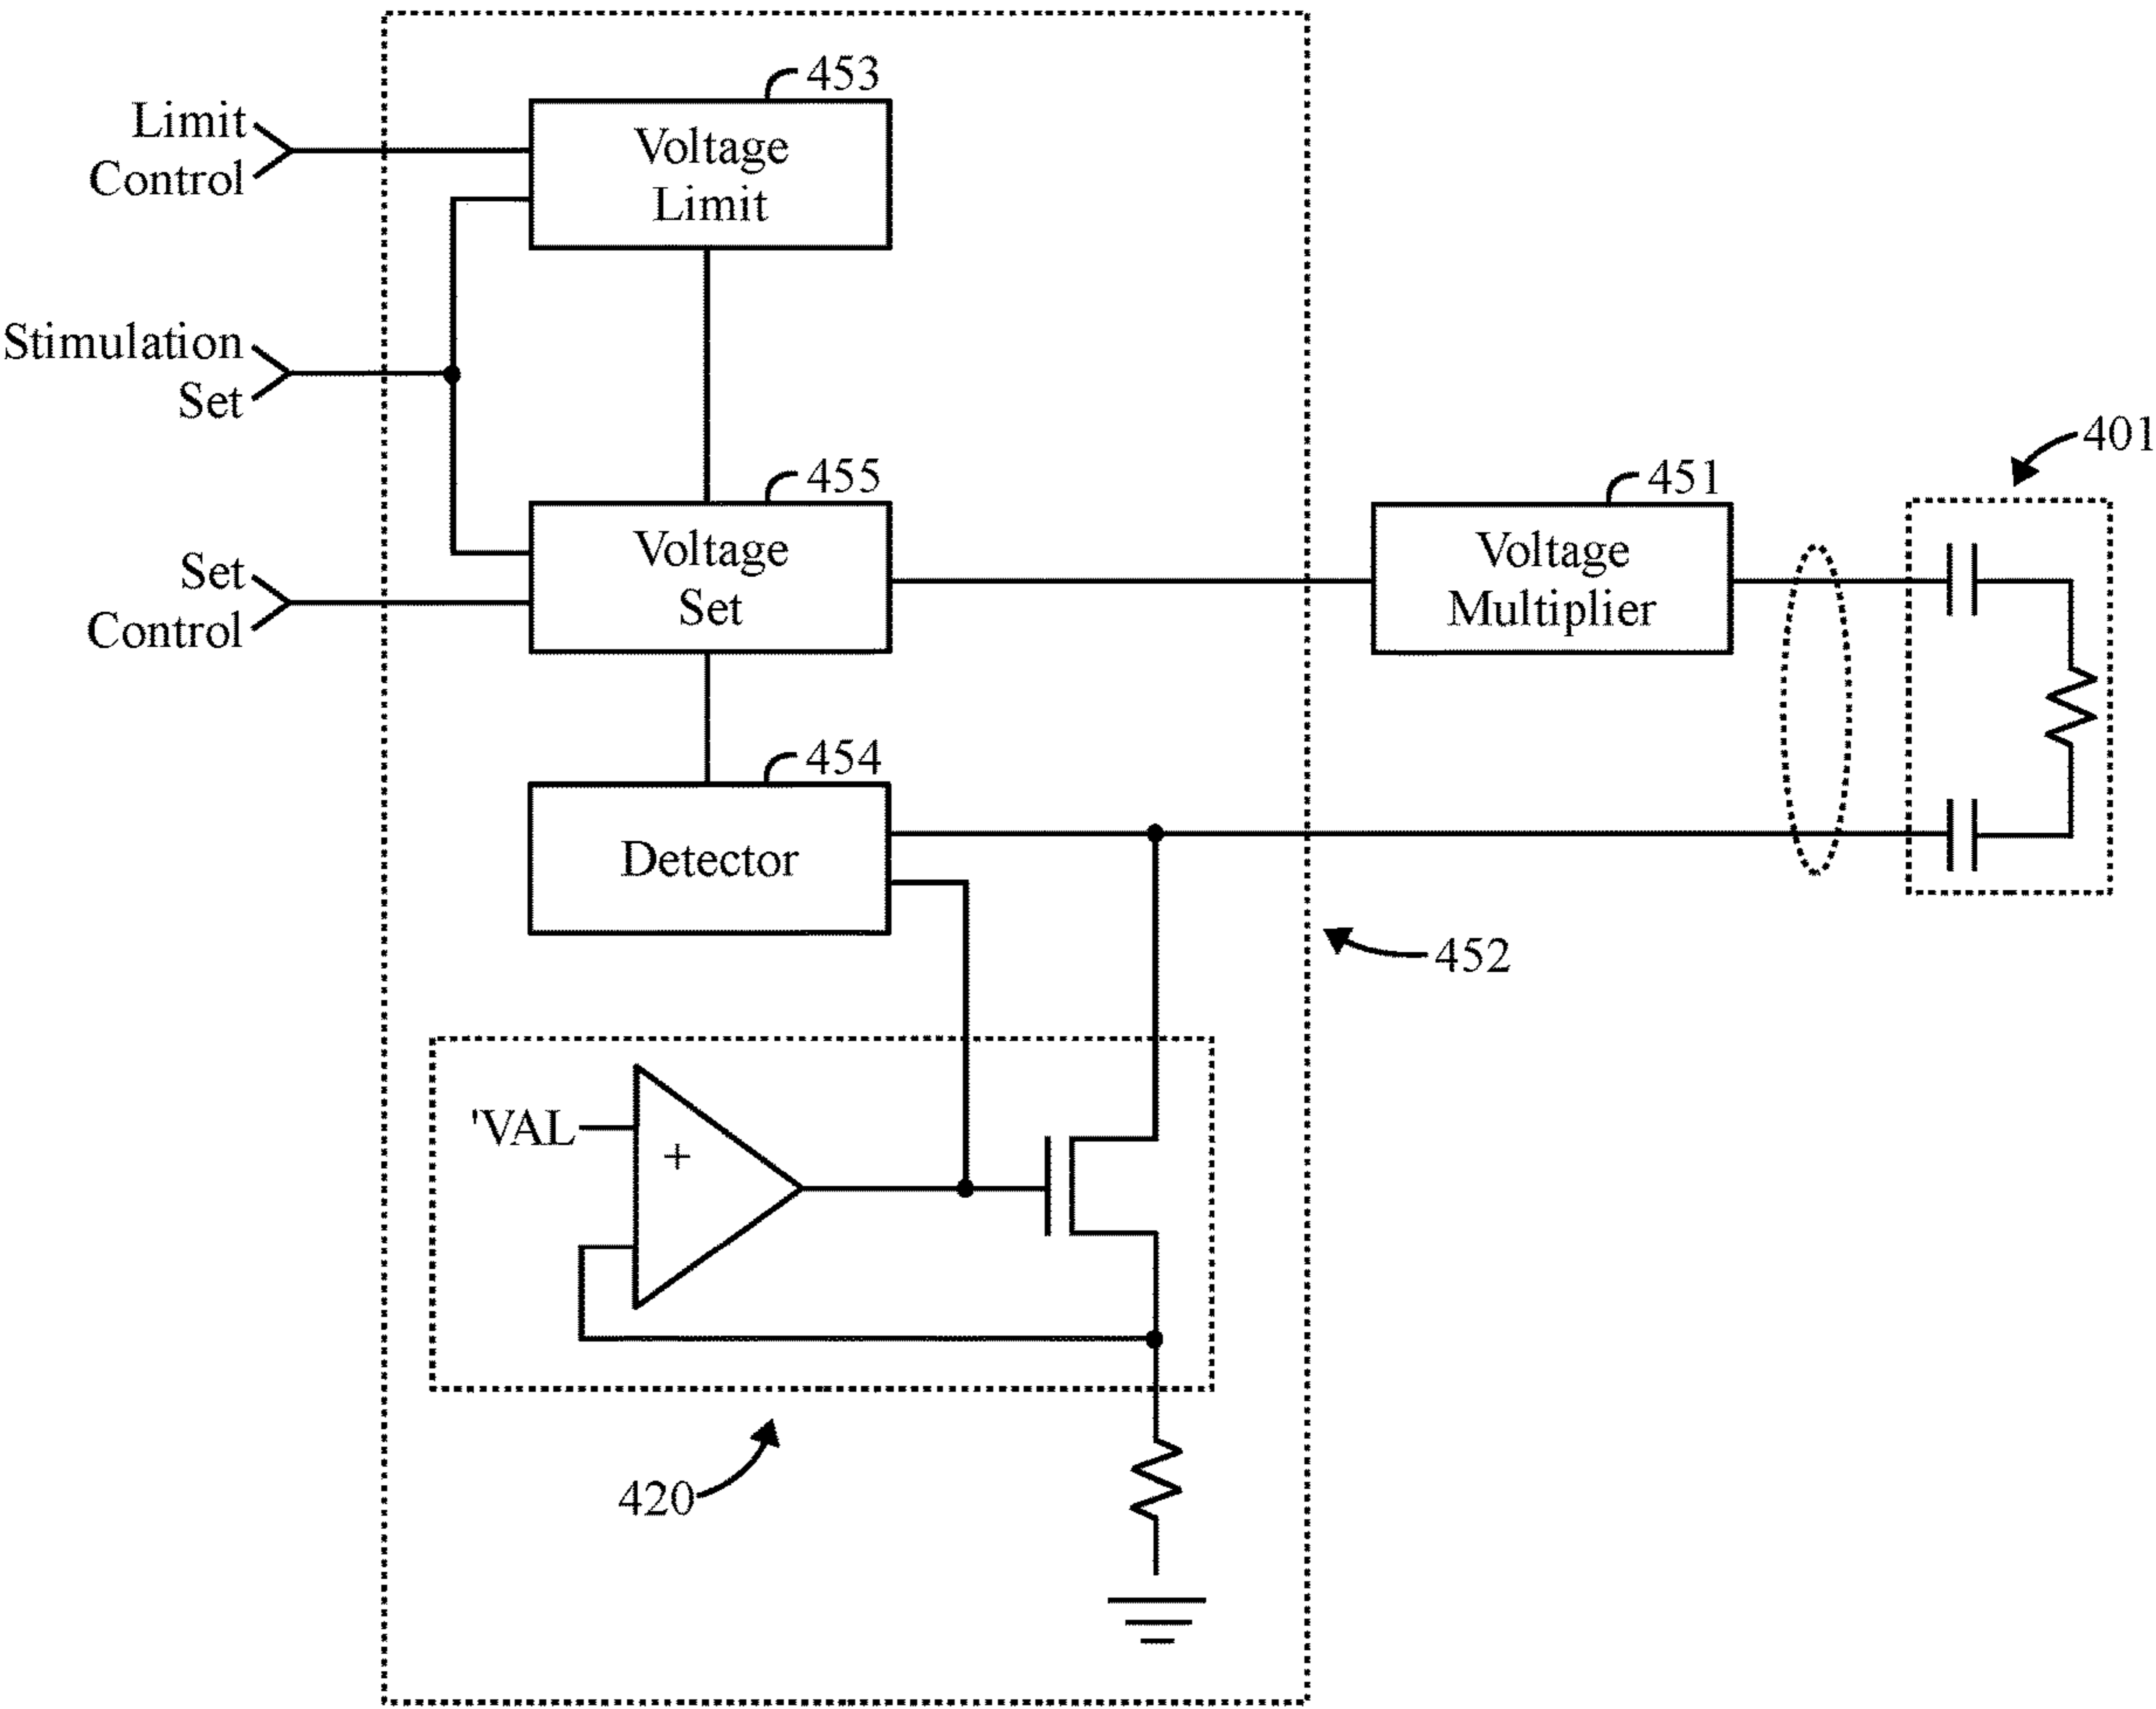 453
Limit
Control
Voltage
Limit
Stimulation
Set
455
451
401
Set
Control
Voltage
Set
Voltage
Multiplier
454
Detector
452
'VAL
+
420